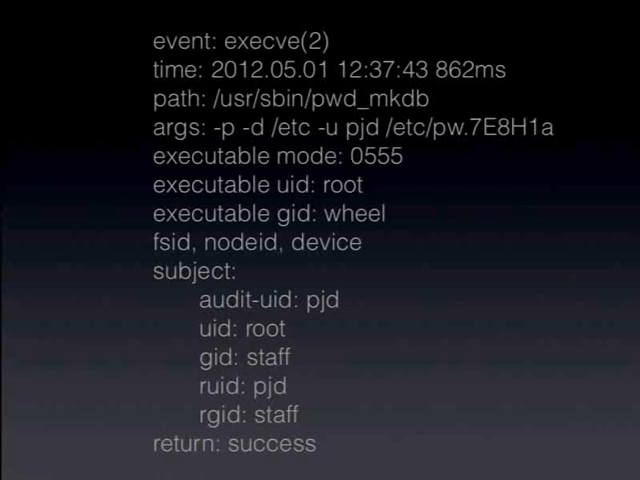 event: execve(2)
time: 2012.05.01 12:37:43 862ms
path: /usr/sbin/pwd_mkdb
args: -p -d /etc -u pjd /etc/pw.7E8H1a
executable mode: 0555
executable uid: root
executable gid: wheel
fsid, nodeid, device
subject:
audit-uid: pjd
uid: root
gid: staff
ruid: pjd
rgid: staff
return: success